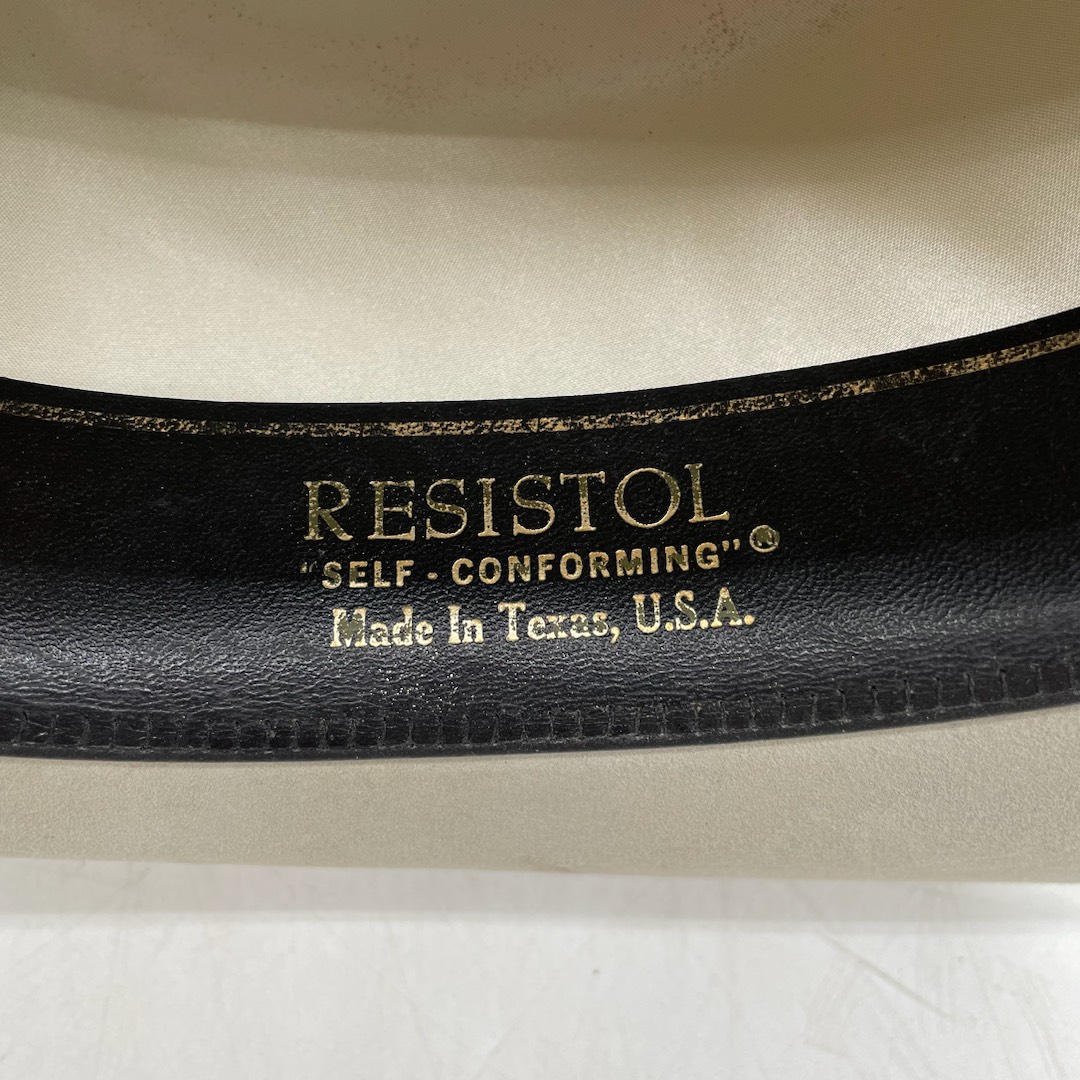 RESISTOL
"SELF - CONFORMING"®
Made In Texas, U.S.A.